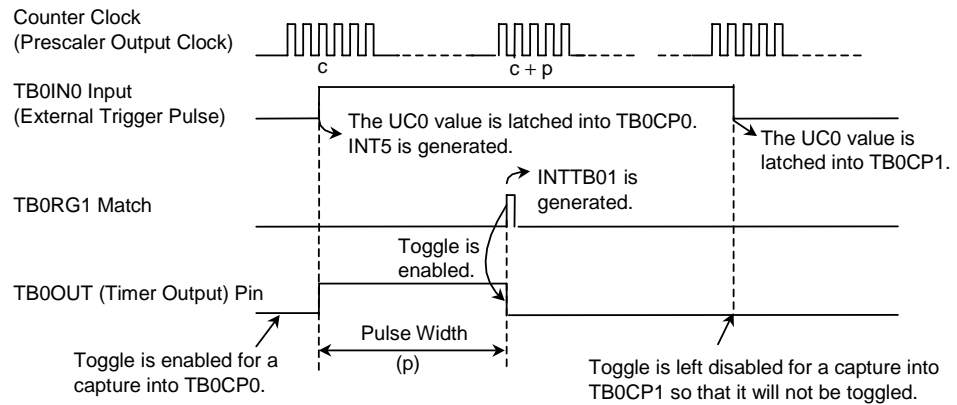 Counter Clock
(Prescaler Output Clock)
c
c + p
TB0IN0 Input
(External Trigger Pulse)
The UC0 value is latched into TB0CP0.
INT5 is generated.
The UC0 value is
latched into TB0CP1.
INTTB01 is
generated.
TB0RG1 Match
Toggle is
enabled.
TB0OUT (Timer Output) Pin
Pulse Width
(p)
Toggle is enabled for a
capture into TB0CP0.
Toggle is left disabled for a capture into
TB0CP1 so that it will not be toggled.